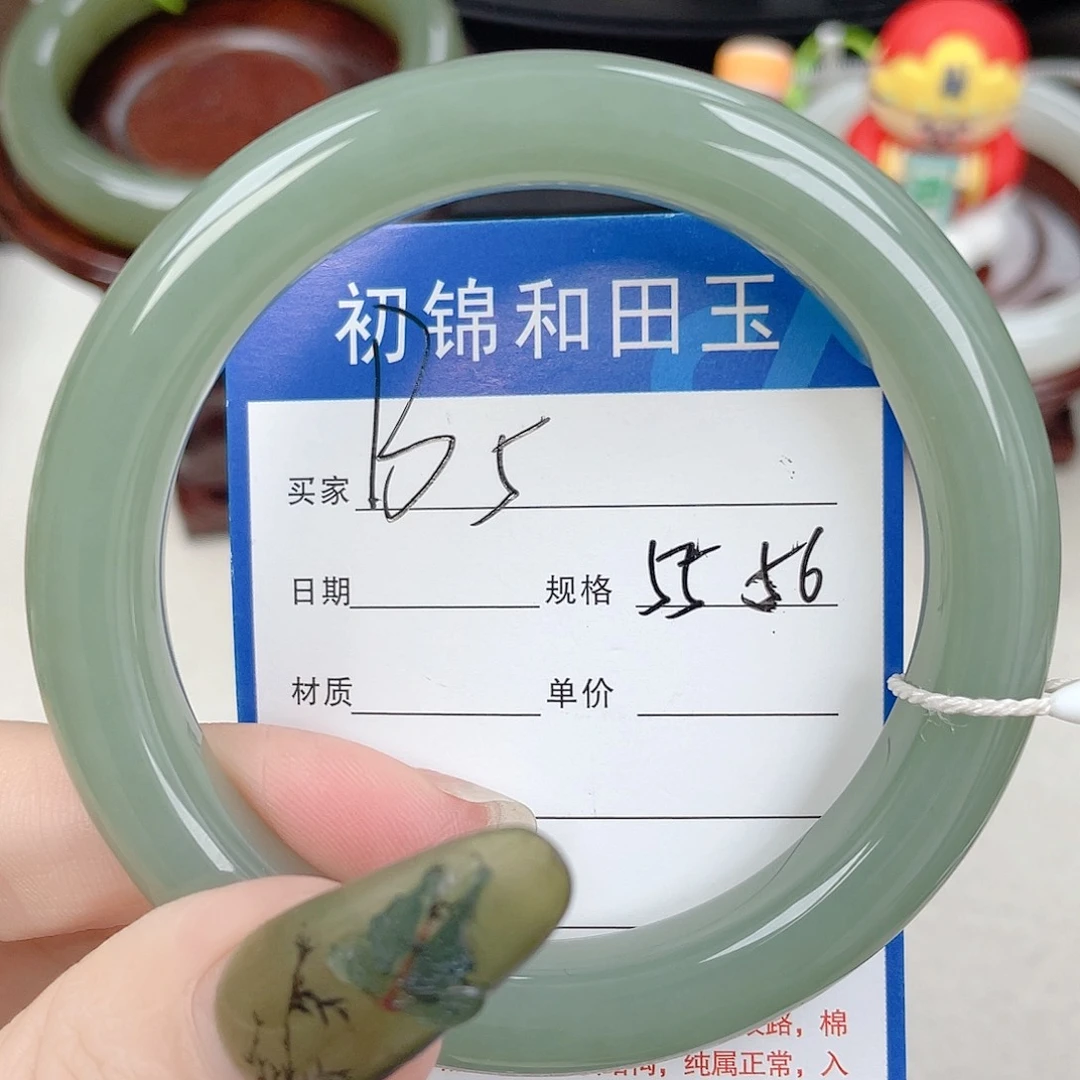 初锦和田玉
买家 B5
日期 规格 55 56
材质 单价
路，棉
纯属正常，入